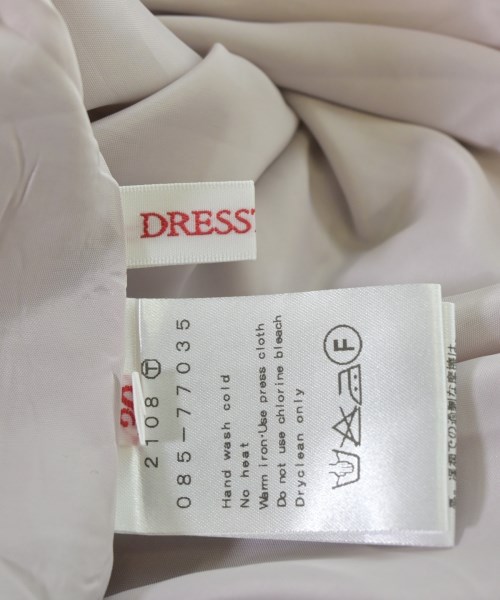 DRESS
2108 Ⓣ
085-77035
Hand wash cold
No heat
Warm iron·Use press cloth
Do not use chlorine bleach
Dryclean only
F